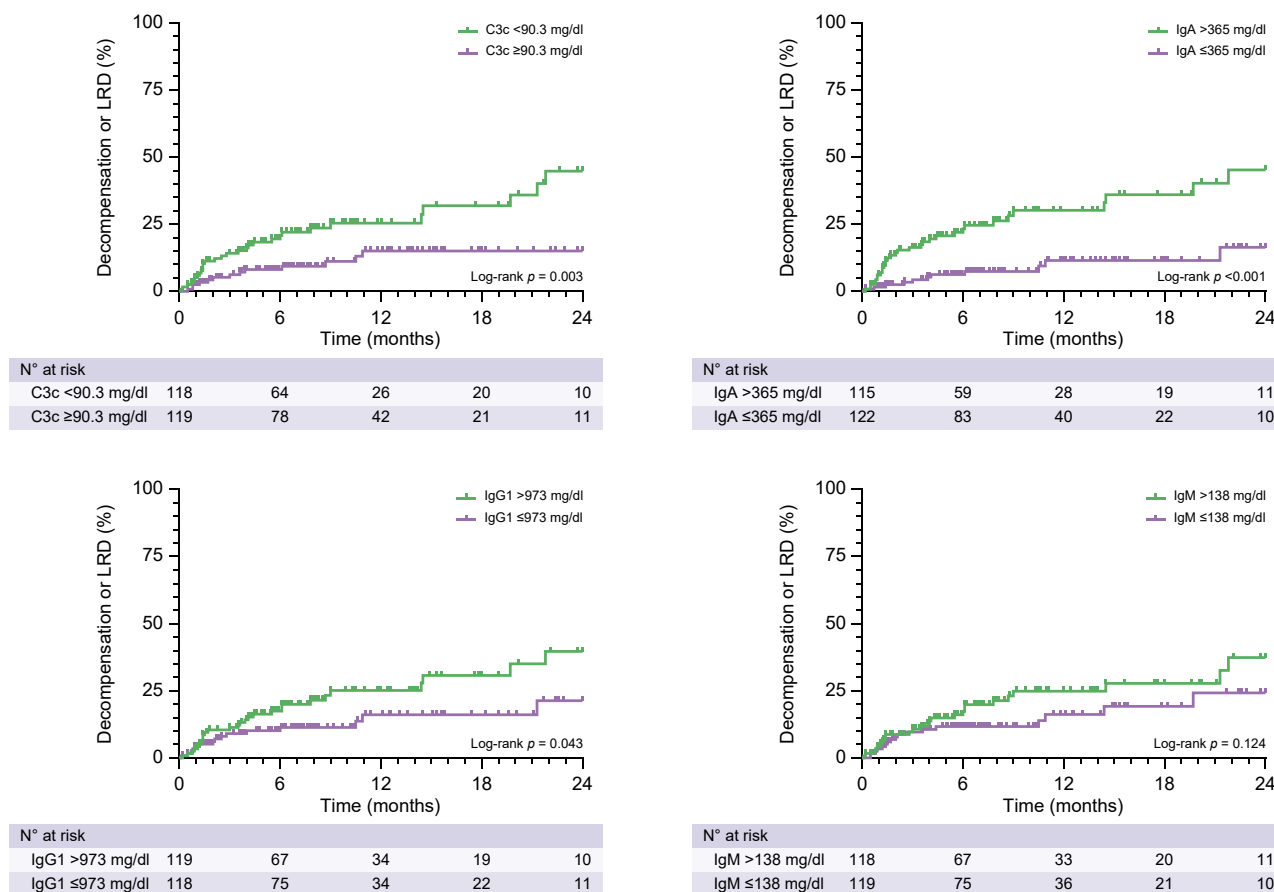 100
75
50
25
0
Decompensation or LRD (%)
C3c <90.3 mg/dl
C3c ≥90.3 mg/dl
Log-rank p = 0.003
0 6 12 18 24
Time (months)
N° at risk
C3c <90.3 mg/dl 118 64 26 20 10
C3c ≥90.3 mg/dl 119 78 42 21 11
100
75
50
25
0
Decompensation or LRD (%)
IgA >365 mg/dl
IgA ≤365 mg/dl
Log-rank p <0.001
0 6 12 18 24
Time (months)
N° at risk
IgA >365 mg/dl 115 59 28 19 11
IgA ≤365 mg/dl 122 83 40 22 10
100
75
50
25
0
Decompensation or LRD (%)
IgG1 >973 mg/dl
IgG1 ≤973 mg/dl
Log-rank p = 0.043
0 6 12 18 24
Time (months)
N° at risk
IgG1 >973 mg/dl 119 67 34 19 10
IgG1 ≤973 mg/dl 118 75 34 22 11
100
75
50
25
0
Decompensation or LRD (%)
IgM >138 mg/dl
IgM ≤138 mg/dl
Log-rank p = 0.124
0 6 12 18 24
Time (months)
N° at risk
IgM >138 mg/dl 118 67 33 20 11
IgM ≤138 mg/dl 119 75 36 21 10